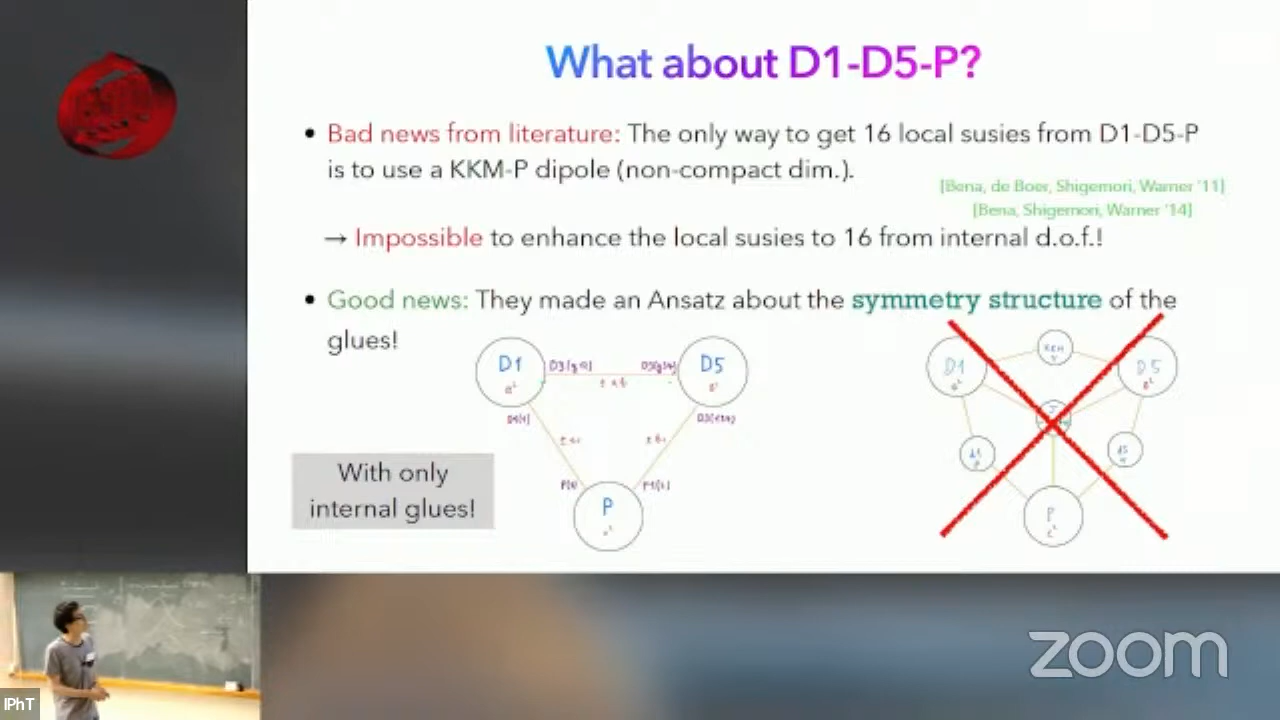 What about D1-D5-P?
• Bad news from literature: The only way to get 16 local susies from D1-D5-P
is to use a KKM-P dipole (non-compact dim.).
[Bena, de Boer, Shigemori, Warner '11]
[Bena, Shigemori, Warner '14]
→ Impossible to enhance the local susies to 16 from internal d.o.f.!
• Good news: They made an Ansatz about the symmetry structure of the
glues!
D1
D5
D1
D5
With only
internal glues!
P
P
zoom
IPhT